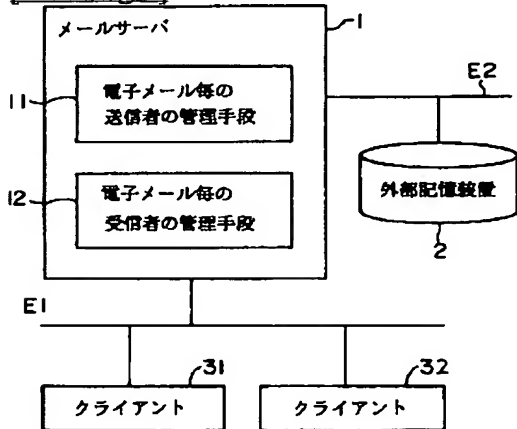 メールサーバ
1
11
電子メール毎の
送信者の管理手段
E2
12
電子メール毎の
受信者の管理手段
外部記憶装置
2
E1
31
32
クライアント
クライアント